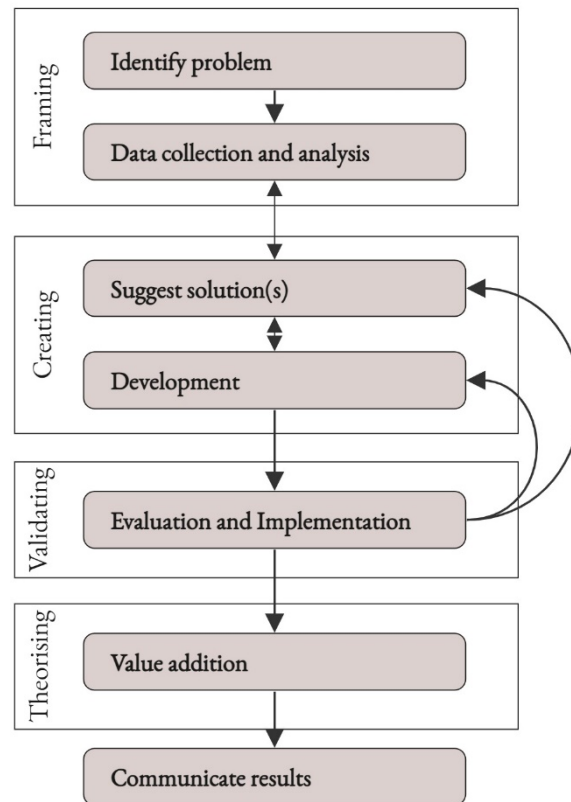 Framing
Identify problem
Data collection and analysis
Creating
Suggest solution(s)
Development
Validating
Evaluation and Implementation
Theorising
Value addition
Communicate results